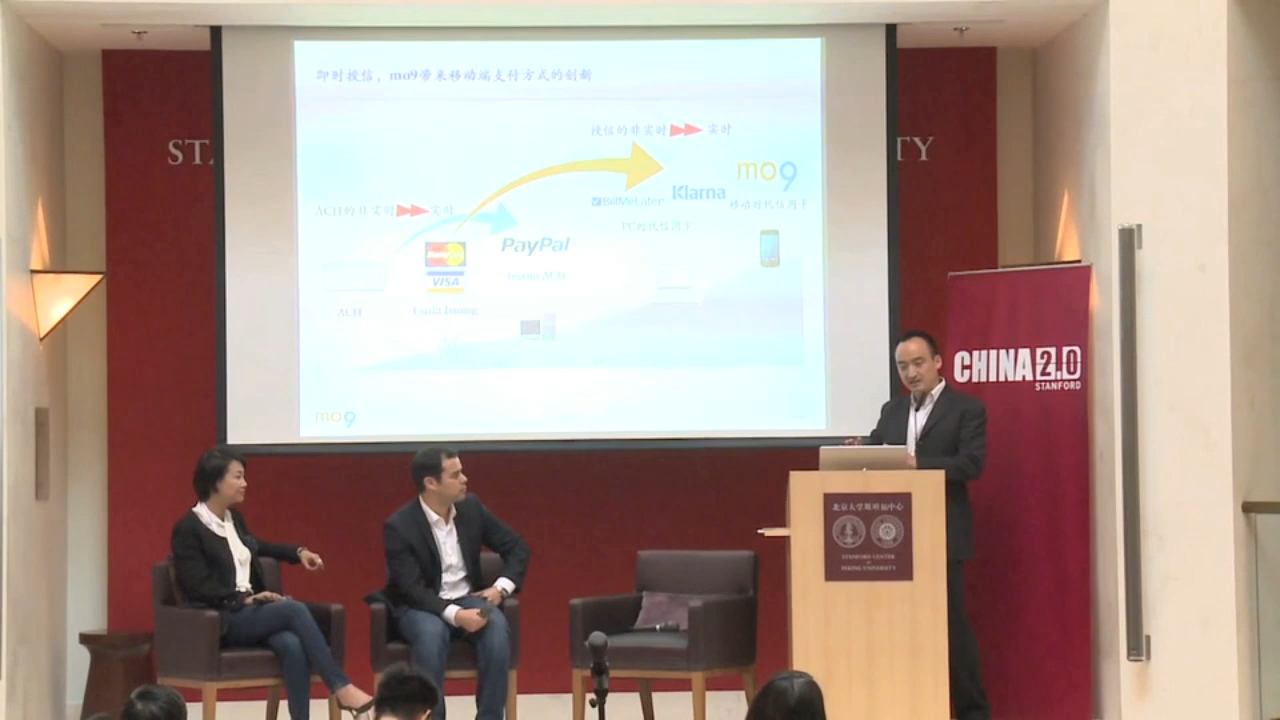 即时授信，mo9带来移动端支付方式的创新
授信的非实时 实时
mo9
Klarna
BillMeLater
移动时代信用卡
PC时代信用卡
ACH的非实时 实时
PayPal
VISA
Instant ACH
ACH
mo9
STA
TY
CHINA 2.0
STANFORD
北京大学斯坦福中心
STANFORD CENTER
PEKING UNIVERSITY